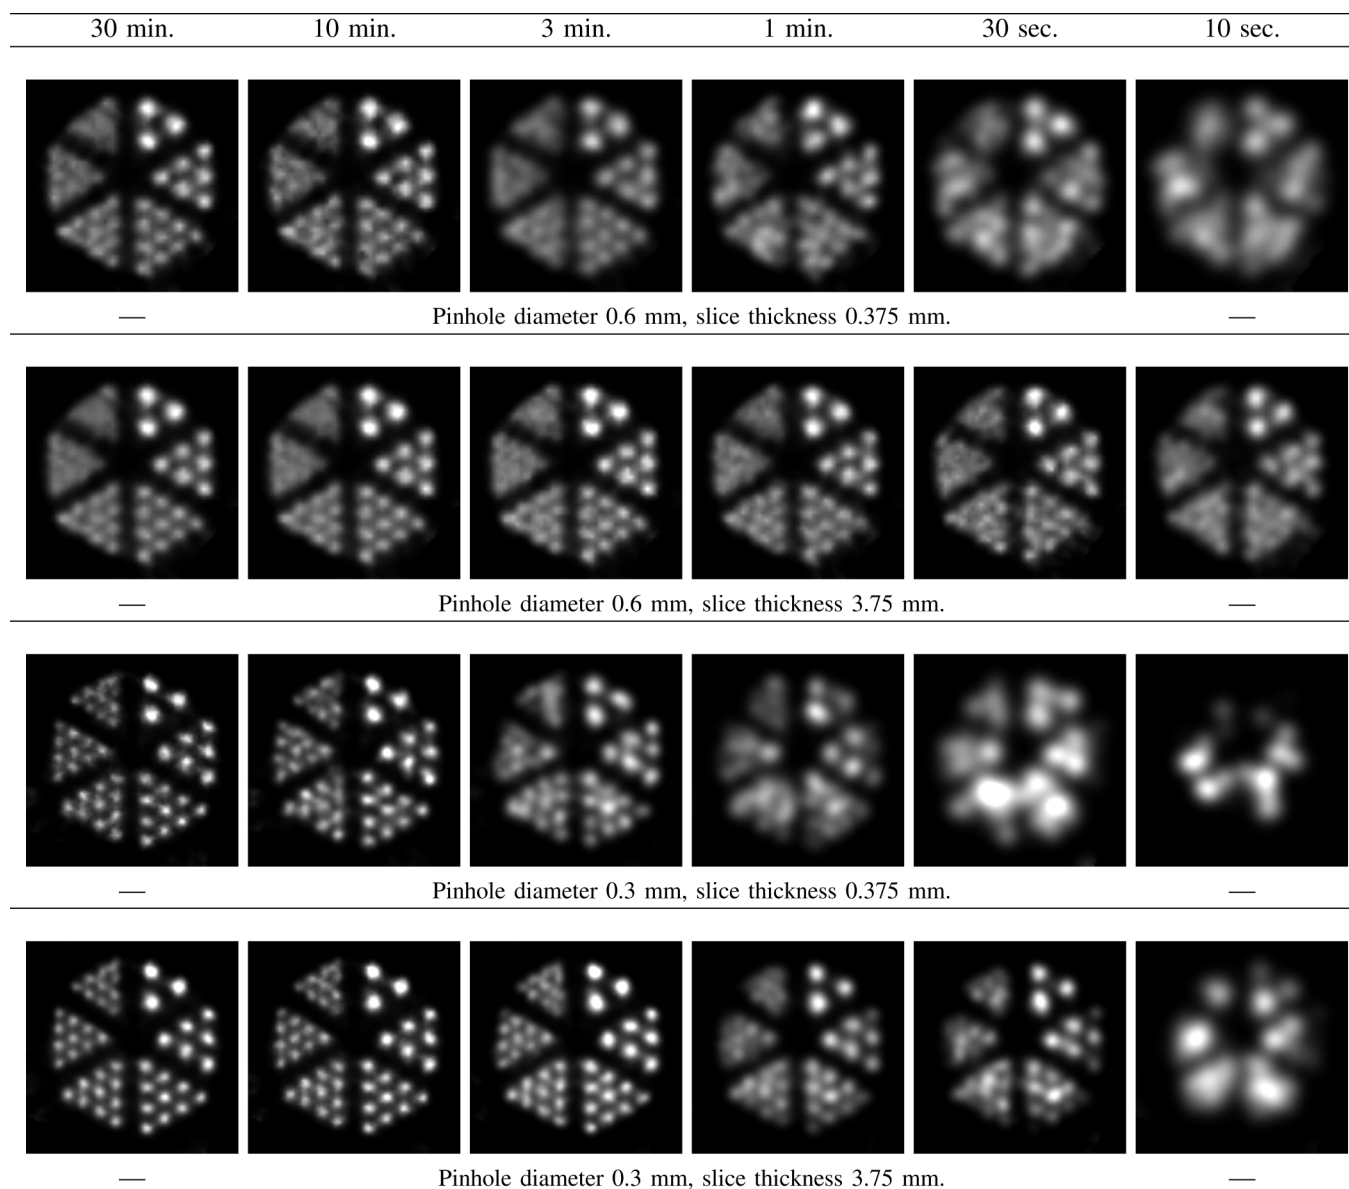 30 min. 10 min. 3 min. 1 min. 30 sec. 10 sec.
— Pinhole diameter 0.6 mm, slice thickness 0.375 mm. —
— Pinhole diameter 0.6 mm, slice thickness 3.75 mm. —
— Pinhole diameter 0.3 mm, slice thickness 0.375 mm. —
— Pinhole diameter 0.3 mm, slice thickness 3.75 mm. —